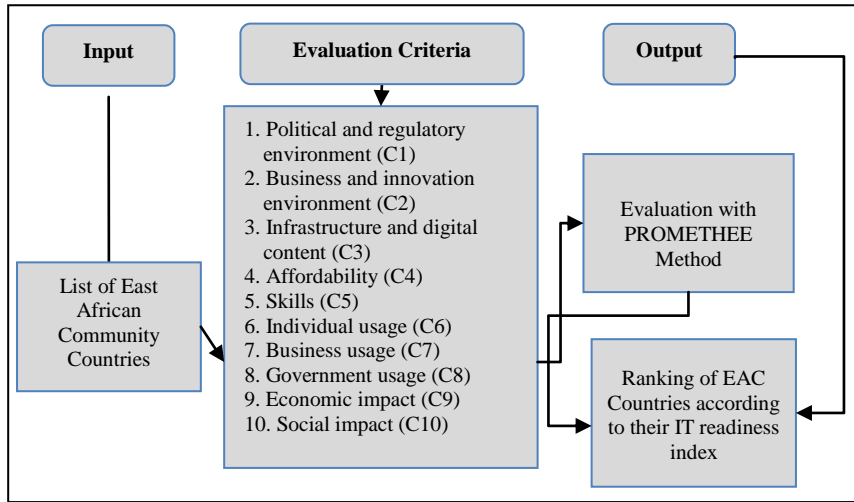 Input
Evaluation Criteria
Output
1. Political and regulatory
environment (C1)
2. Business and innovation
environment (C2)
3. Infrastructure and digital
content (C3)
4. Affordability (C4)
5. Skills (C5)
6. Individual usage (C6)
7. Business usage (C7)
8. Government usage (C8)
9. Economic impact (C9)
10. Social impact (C10)
List of East
African
Community
Countries
Evaluation with
PROMETHEE
Method
Ranking of EAC
Countries according
to their IT readiness
index